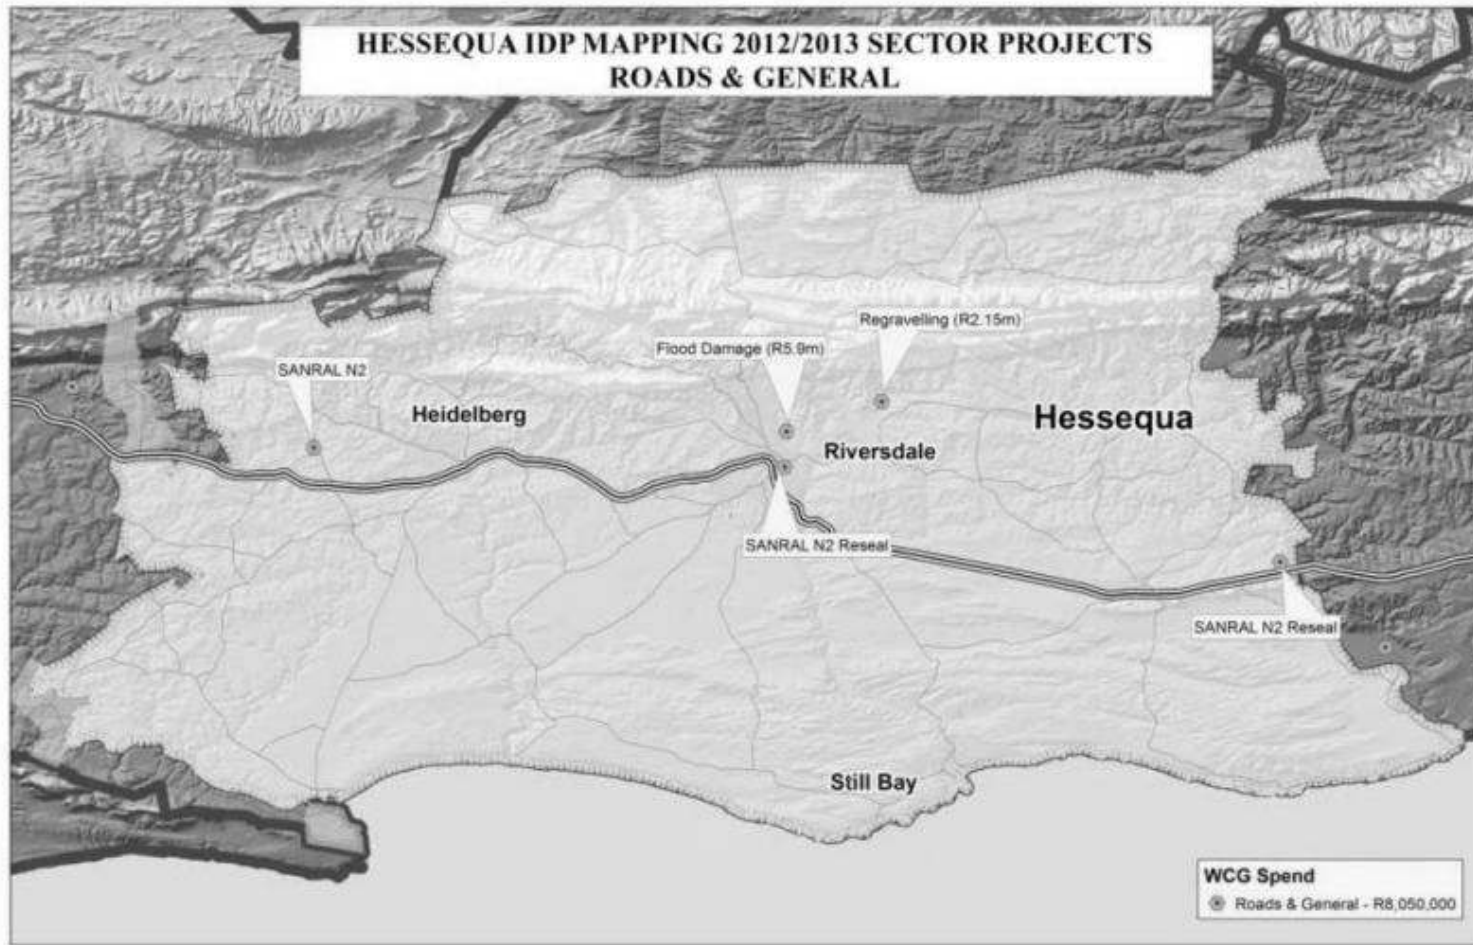 HESSEQUA IDP MAPPING 2012/2013 SECTOR PROJECTS
ROADS & GENERAL
Regravelling (R2.15m)
Flood Damage (R5.9m)
SANRAL N2
Heidelberg
Hessequa
Riversdale
SANRAL N2 Reseal
SANRAL N2 Reseal
Still Bay
WCG Spend
Roads & General - R8,050,000